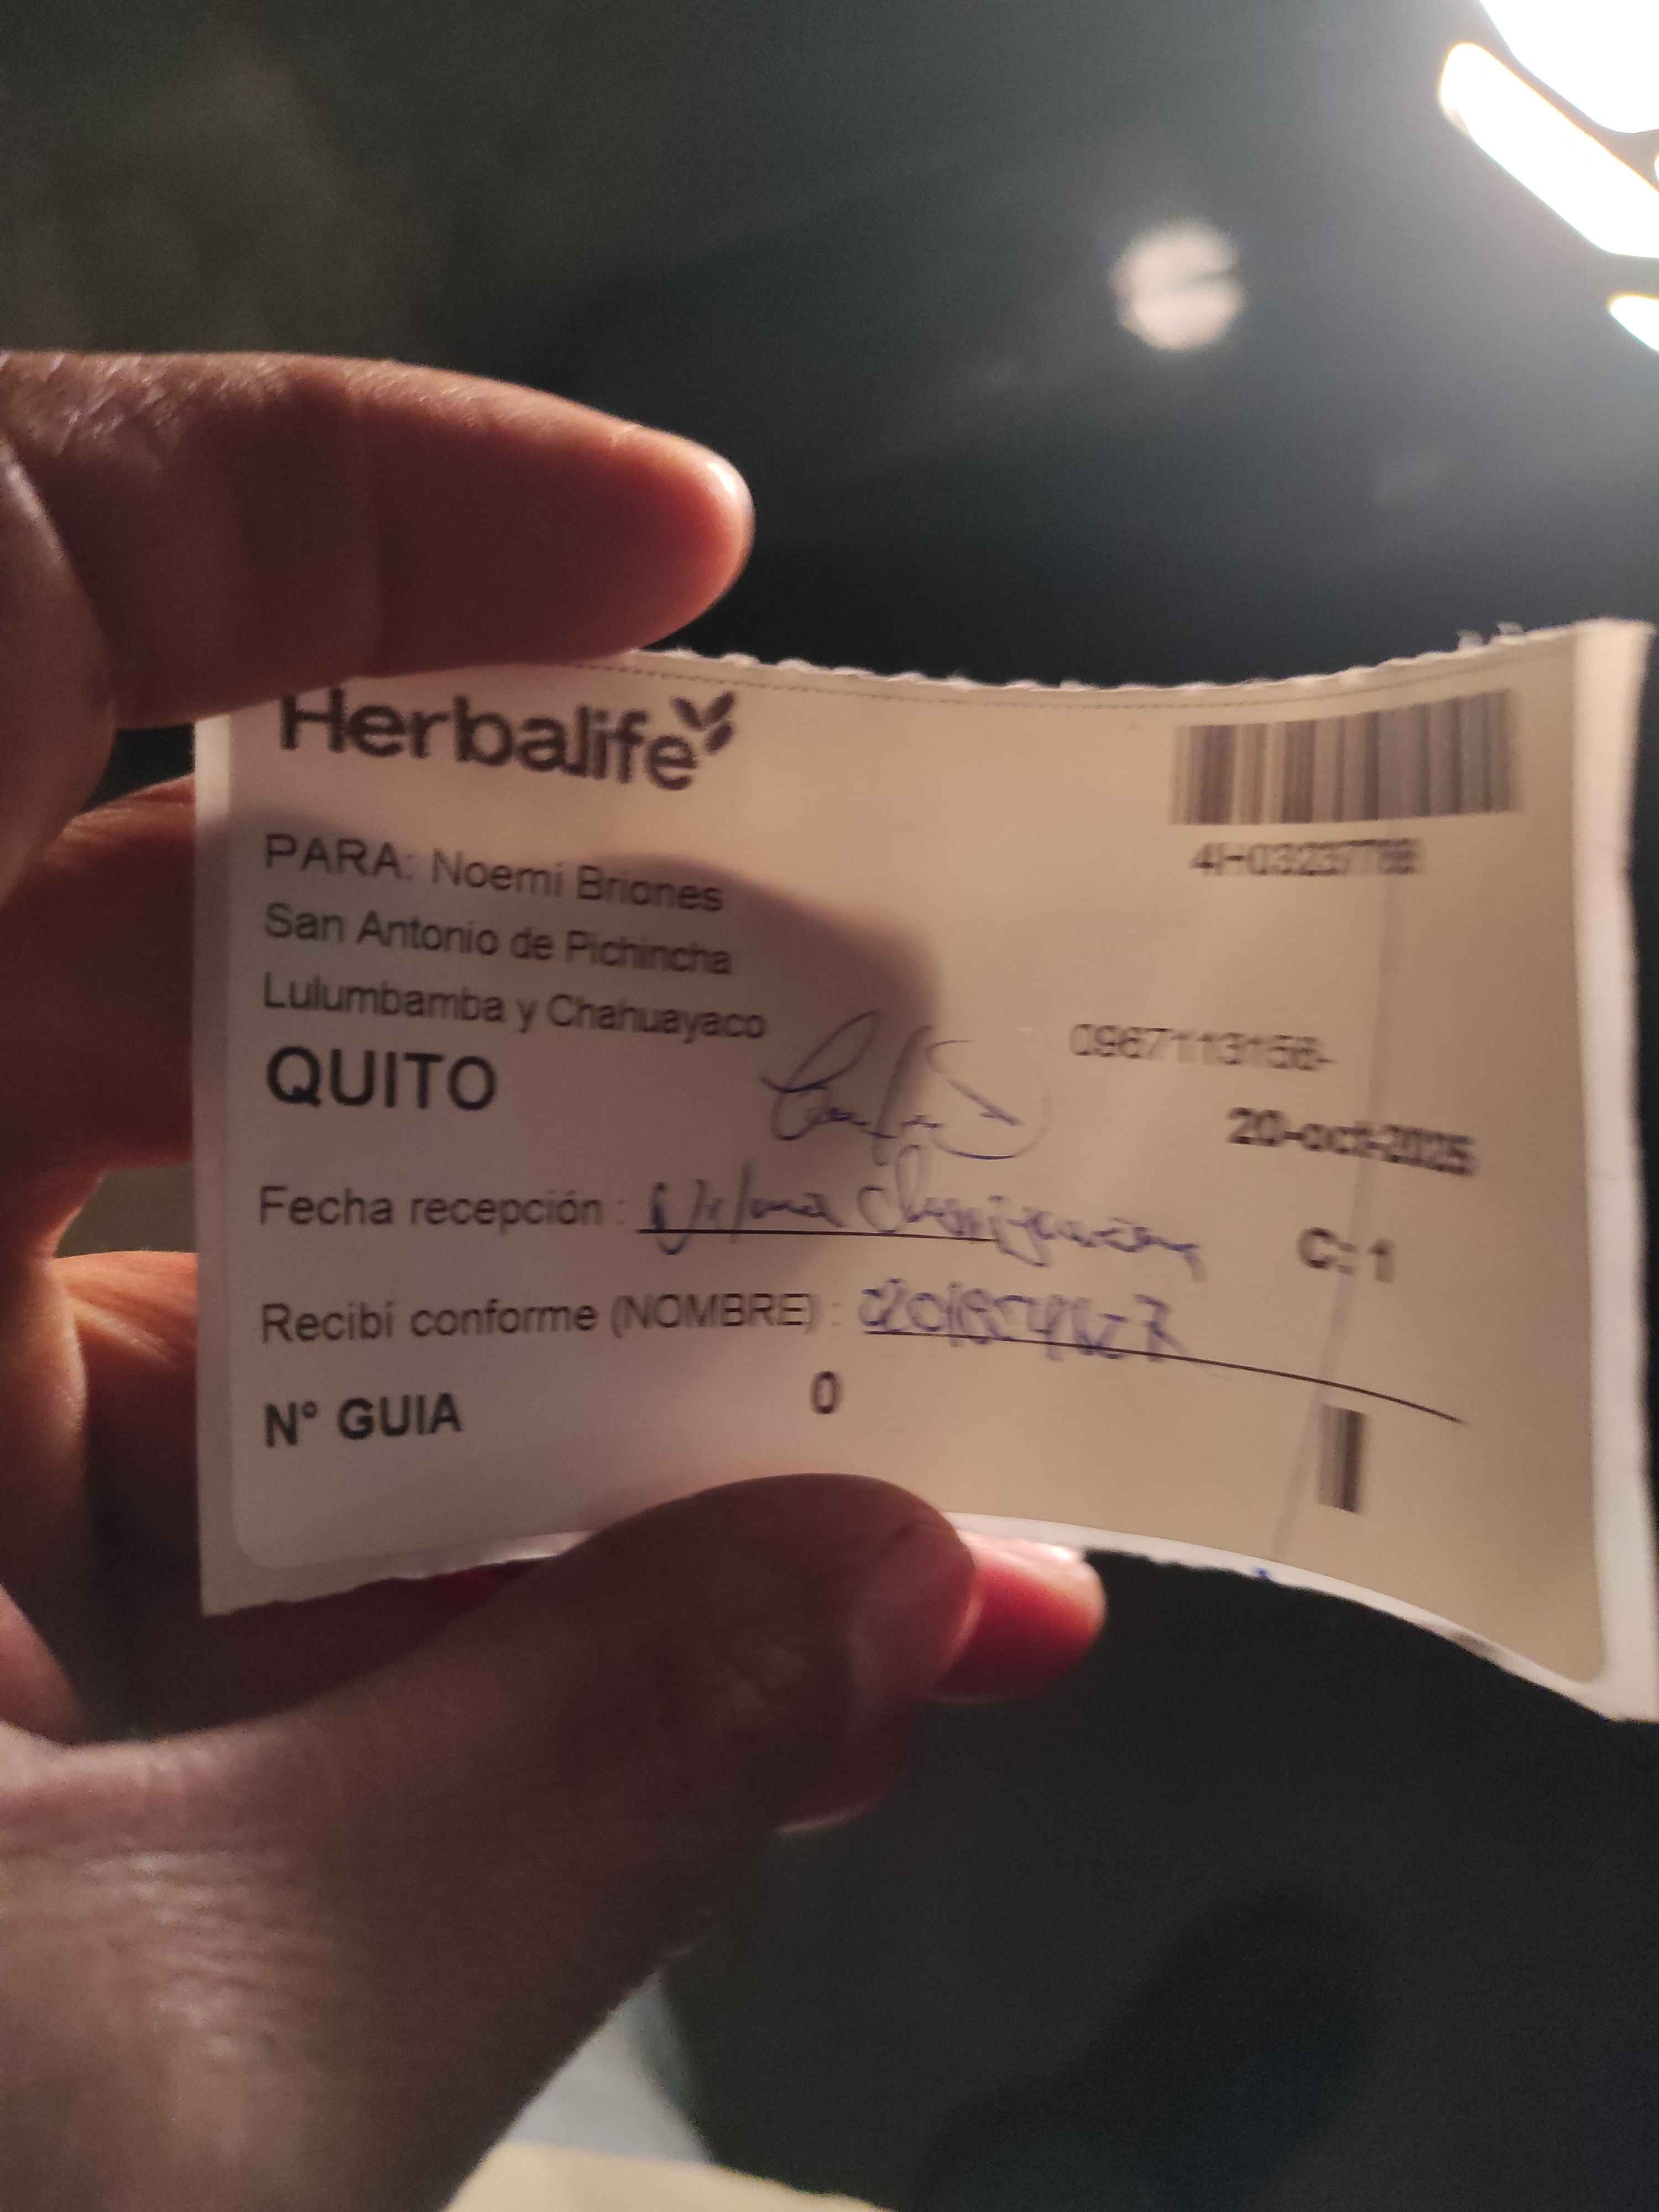 Herbalife
PARA: Noemi Briones
San Antonio de Pichincha
Lulumbamba y Chahuayaco
0967113156-
QUITO
20-oct-2025
Fecha recepción : Vilma
C: 1
Recibí conforme (NOMBRE) :
N° GUIA 0